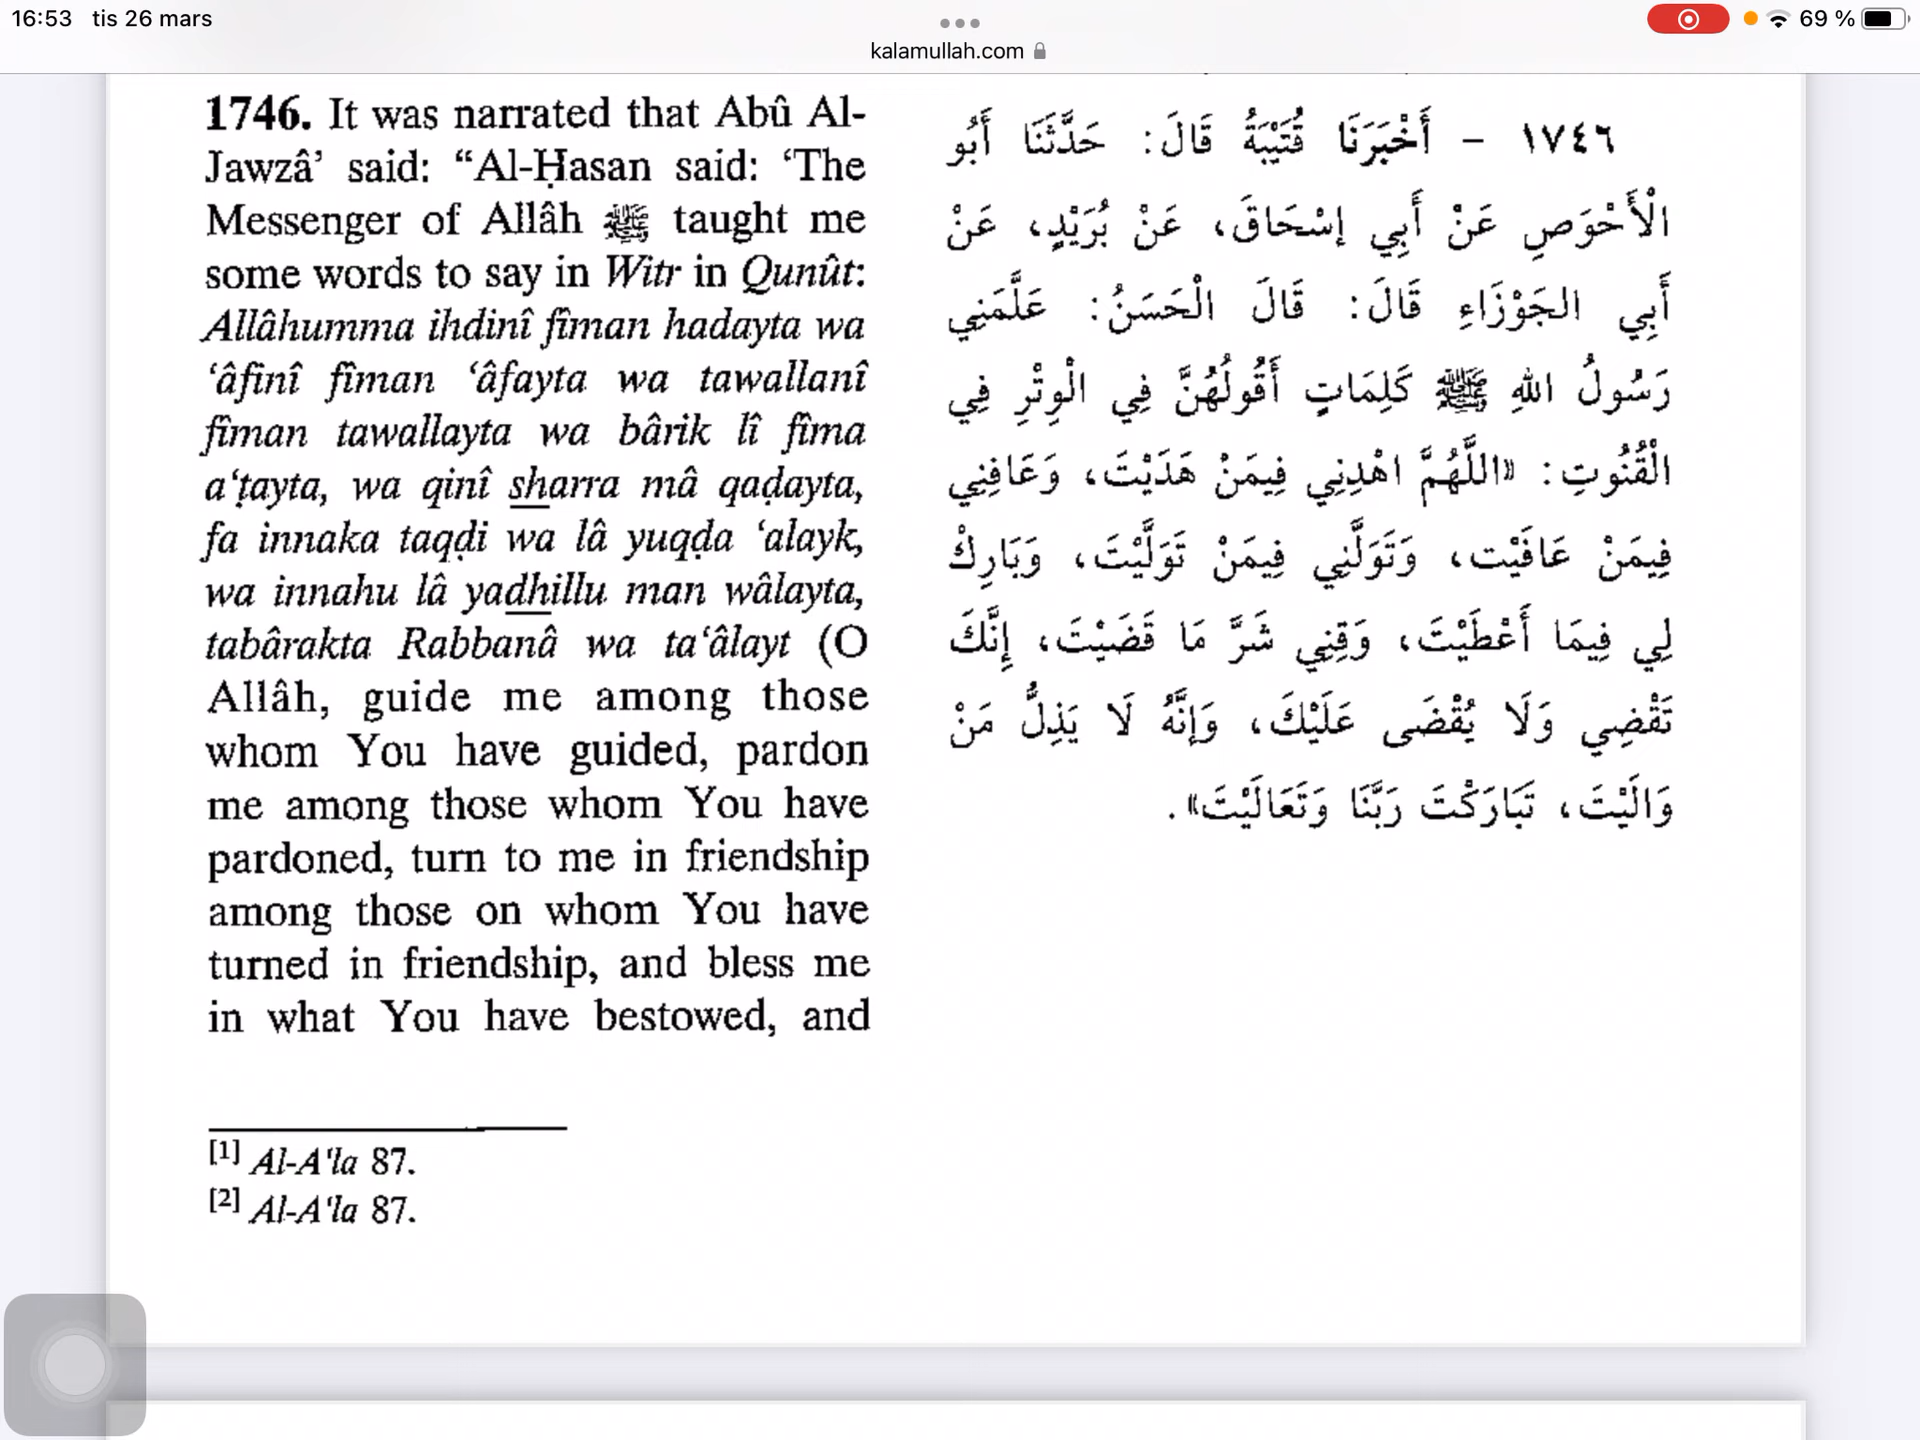 16:53 tis 26 mars
69 %
kalamullah.com
1746. It was narrated that Abû Al-
Jawzâ’ said: “Al-Ḥasan said: ‘The
Messenger of Allâh ﷺ taught me
some words to say in Witr in Qunût:
Allâhumma ihdinî fîman hadayta wa
‘âfinî fîman ‘âfayta wa tawallanî
fîman tawallayta wa bârik lî fîma
a‘ṭayta, wa qinî sharra mâ qaḍayta,
fa innaka taqḍi wa lâ yuqḍa ‘alayk,
wa innahu lâ yadhillu man wâlayta,
tabârakta Rabbanâ wa ta‘âlayt (O
Allâh, guide me among those
whom You have guided, pardon
me among those whom You have
pardoned, turn to me in friendship
among those on whom You have
turned in friendship, and bless me
in what You have bestowed, and
١٧٤٦ – أَخْبَرَنَا قُتَيْبَةُ قَالَ: حَدَّثَنَا أَبُو
الْأَحْوَصِ عَنْ أَبِي إِسْحَاقَ، عَنْ بُرَيْدٍ، عَنْ
أَبِي الجَوْزَاءِ قَالَ: قَالَ الْحَسَنُ: عَلَّمَنِي
رَسُولُ اللهِ ﷺ كَلِمَاتٍ أَقُولُهُنَّ فِي الْوِتْرِ فِي
الْقُنُوتِ: «اللَّهُمَّ اهْدِنِي فِيمَنْ هَدَيْتَ، وَعَافِنِي
فِيمَنْ عَافَيْت، وَتَوَلَّنِي فِيمَنْ تَوَلَّيْتَ، وَبَارِكْ
لِي فِيمَا أَعْطَيْتَ، وَقِنِي شَرَّ مَا قَضَيْتَ، إِنَّكَ
تَقْضِي وَلَا يُقْضَى عَلَيْكَ، وَإِنَّهُ لَا يَذِلُّ مَنْ
وَالَيْتَ، تَبَارَكْتَ رَبَّنَا وَتَعَالَيْتَ».
[1] Al-A'la 87.
[2] Al-A'la 87.